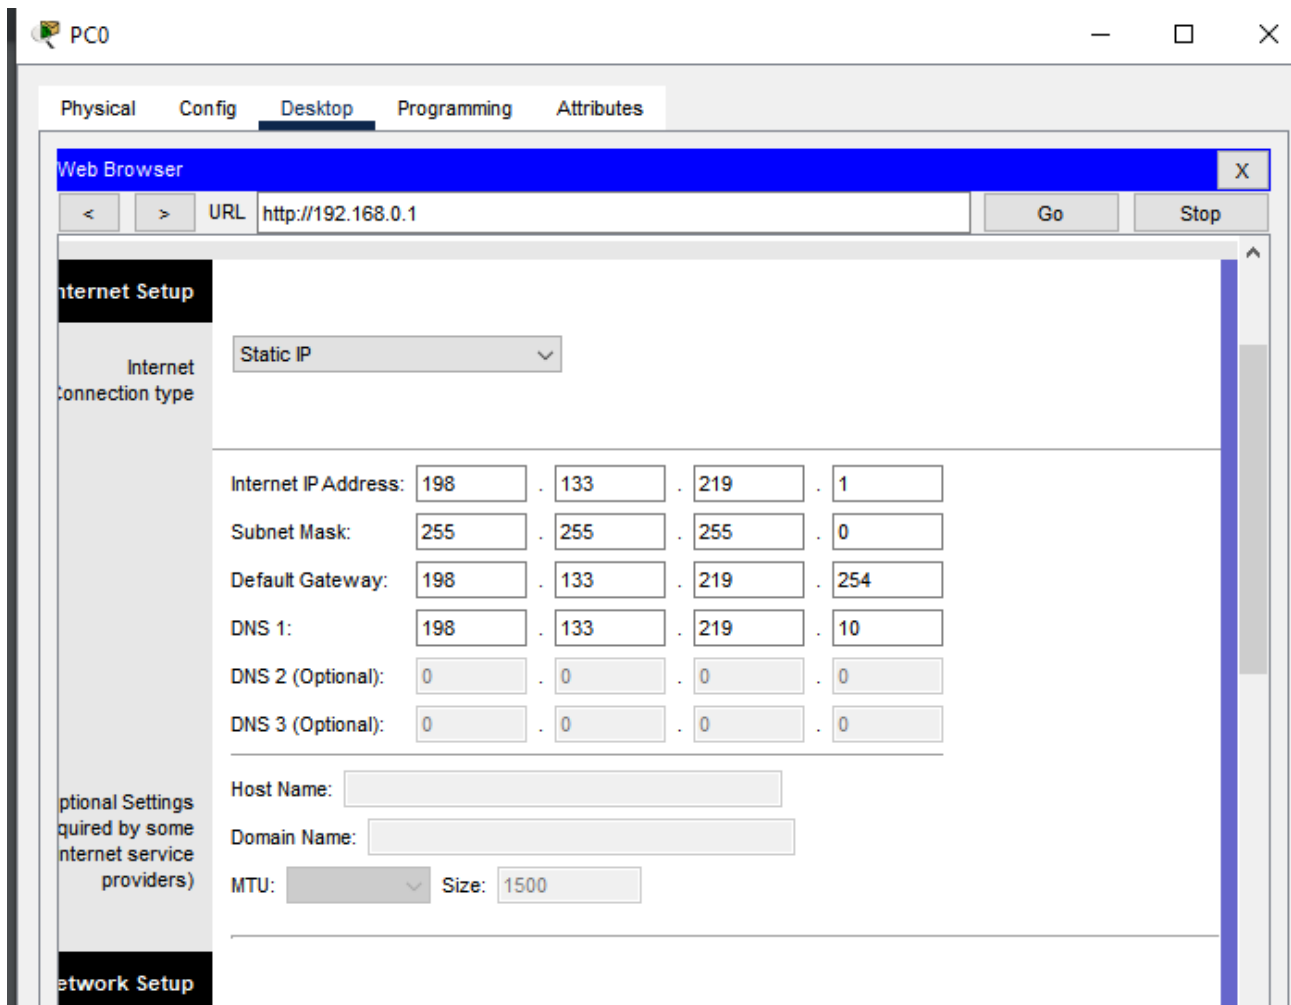 PC0
Physical Config Desktop Programming Attributes
Web Browser X
< > URL http://192.168.0.1 Go Stop
nternet Setup
Internet
Connection type
Static IP
Internet IP Address: 198 . 133 . 219 . 1
Subnet Mask: 255 . 255 . 255 . 0
Default Gateway: 198 . 133 . 219 . 254
DNS 1: 198 . 133 . 219 . 10
DNS 2 (Optional): 0 . 0 . 0 . 0
DNS 3 (Optional): 0 . 0 . 0 . 0
ptional Settings
quired by some
nternet service
providers)
Host Name:
Domain Name:
MTU: Size: 1500
etwork Setup